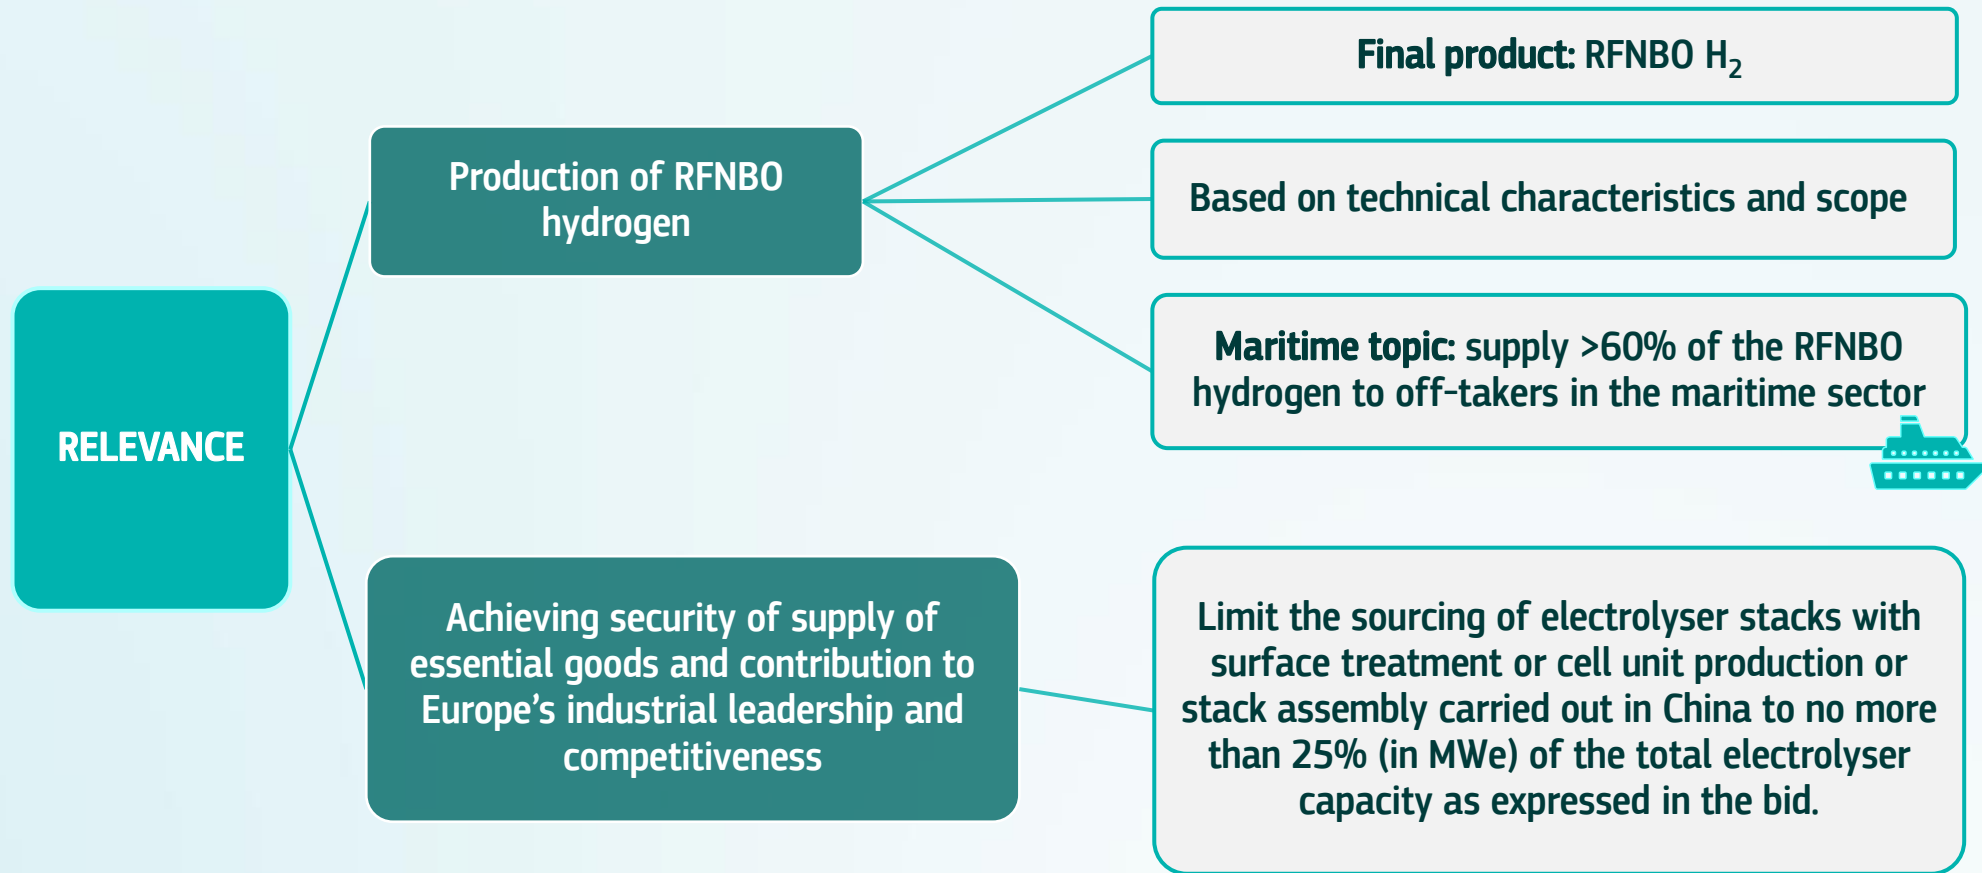 RELEVANCE
Production of RFNBO
hydrogen
Final product: RFNBO H₂
Based on technical characteristics and scope
Maritime topic: supply >60% of the RFNBO
hydrogen to off-takers in the maritime sector
Achieving security of supply of
essential goods and contribution to
Europe’s industrial leadership and
competitiveness
Limit the sourcing of electrolyser stacks with
surface treatment or cell unit production or
stack assembly carried out in China to no more
than 25% (in MWe) of the total electrolyser
capacity as expressed in the bid.